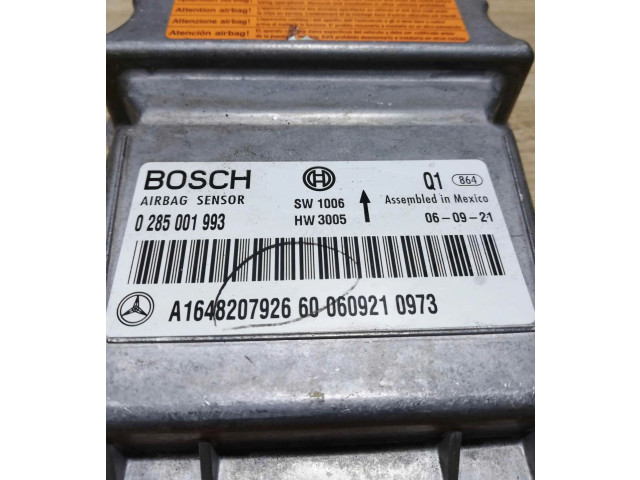 Attention airbag!
Attenzione airbag!
Atención airbag!
BOSCH
AIRBAG SENSOR
0 285 001 993
SW 1006
HW 3005
Q1 864
Assembled in Mexico
06-09-21
A1648207926 60 060921 0973